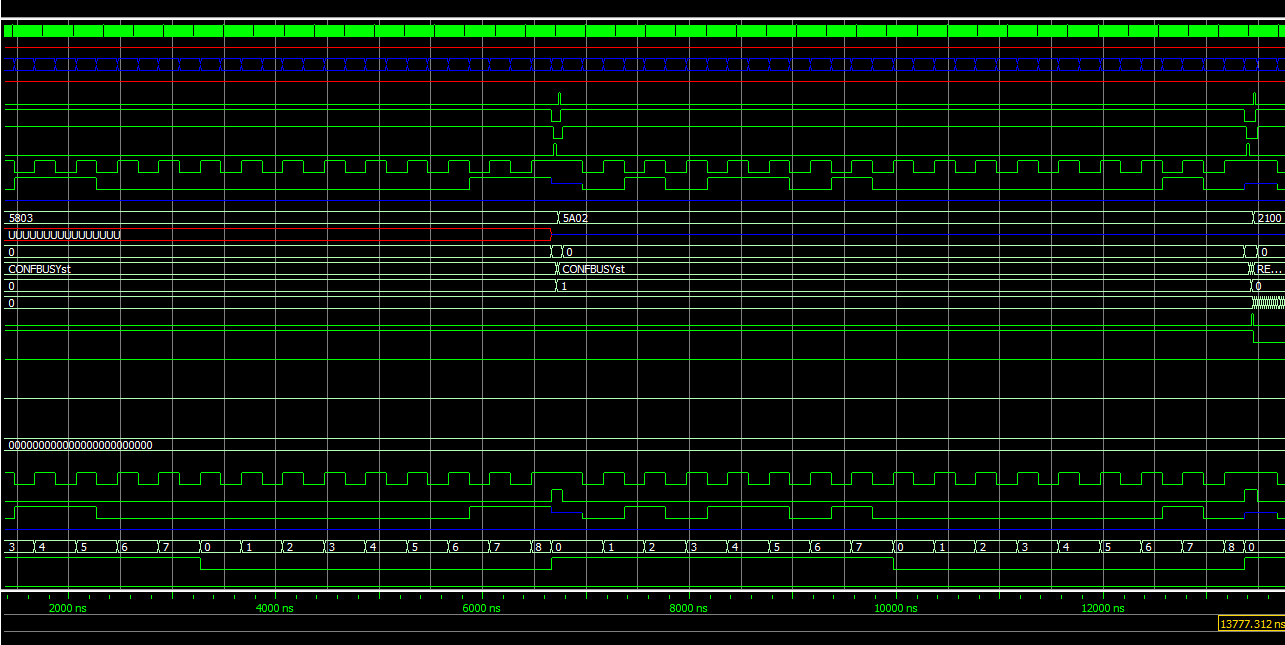 5803 5A02 2100
UUUUUUUUUUUUUUUU
0 0 0
CONFBUSYst CONFBUSYst RE...
0 1 0
0
000000000000000000000000
3 4 5 6 7 0 1 2 3 4 5 6 7 8 0 1 2 3 4 5 6 7 0 1 2 3 4 5 6 7 8 0
2000 ns 4000 ns 6000 ns 8000 ns 10000 ns 12000 ns
13777.312 ns